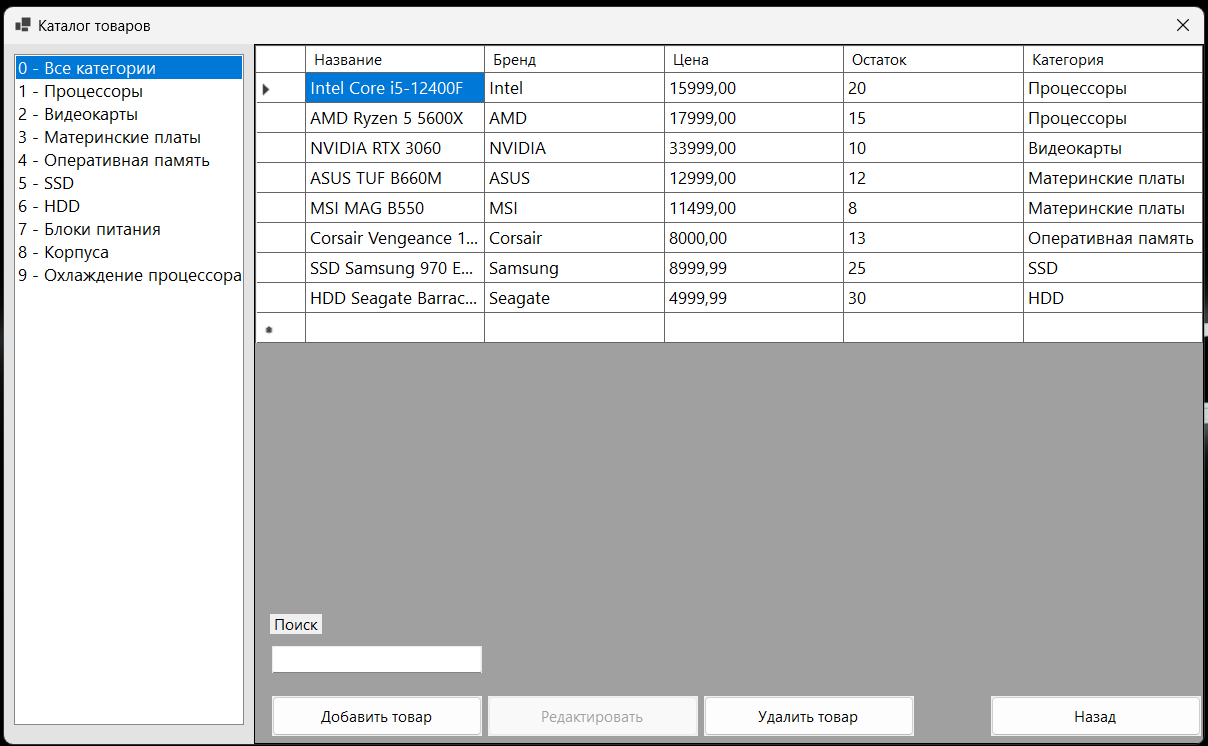 Каталог товаров
0 - Все категории
1 - Процессоры
2 - Видеокарты
3 - Материнские платы
4 - Оперативная память
5 - SSD
6 - HDD
7 - Блоки питания
8 - Корпуса
9 - Охлаждение процессора
Название Бренд Цена Остаток Категория
Intel Core i5-12400F Intel 15999,00 20 Процессоры
AMD Ryzen 5 5600X AMD 17999,00 15 Процессоры
NVIDIA RTX 3060 NVIDIA 33999,00 10 Видеокарты
ASUS TUF B660M ASUS 12999,00 12 Материнские платы
MSI MAG B550 MSI 11499,00 8 Материнские платы
Corsair Vengeance 1... Corsair 8000,00 13 Оперативная память
SSD Samsung 970 E... Samsung 8999,99 25 SSD
HDD Seagate Barrac... Seagate 4999,99 30 HDD
Поиск
Добавить товар Редактировать Удалить товар Назад